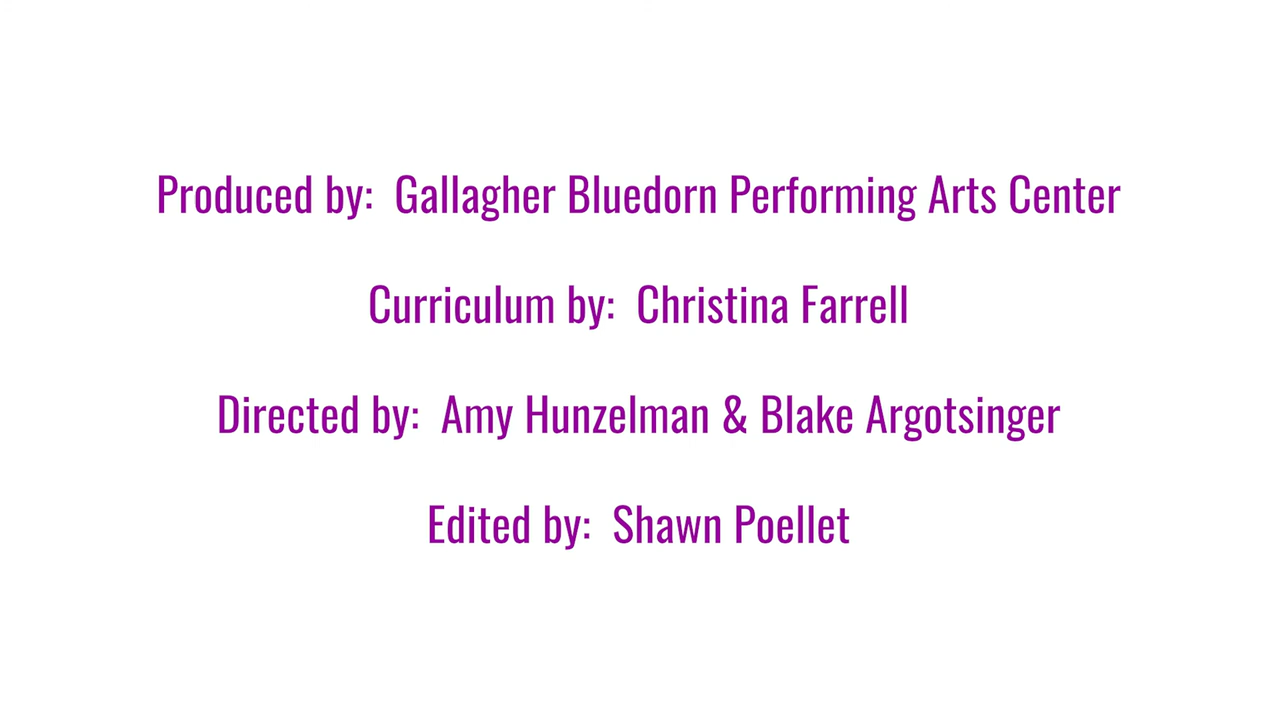 Produced by:  Gallagher Bluedorn Performing Arts Center
Curriculum by:  Christina Farrell
Directed by:  Amy Hunzelman & Blake Argotsinger
Edited by:  Shawn Poellet